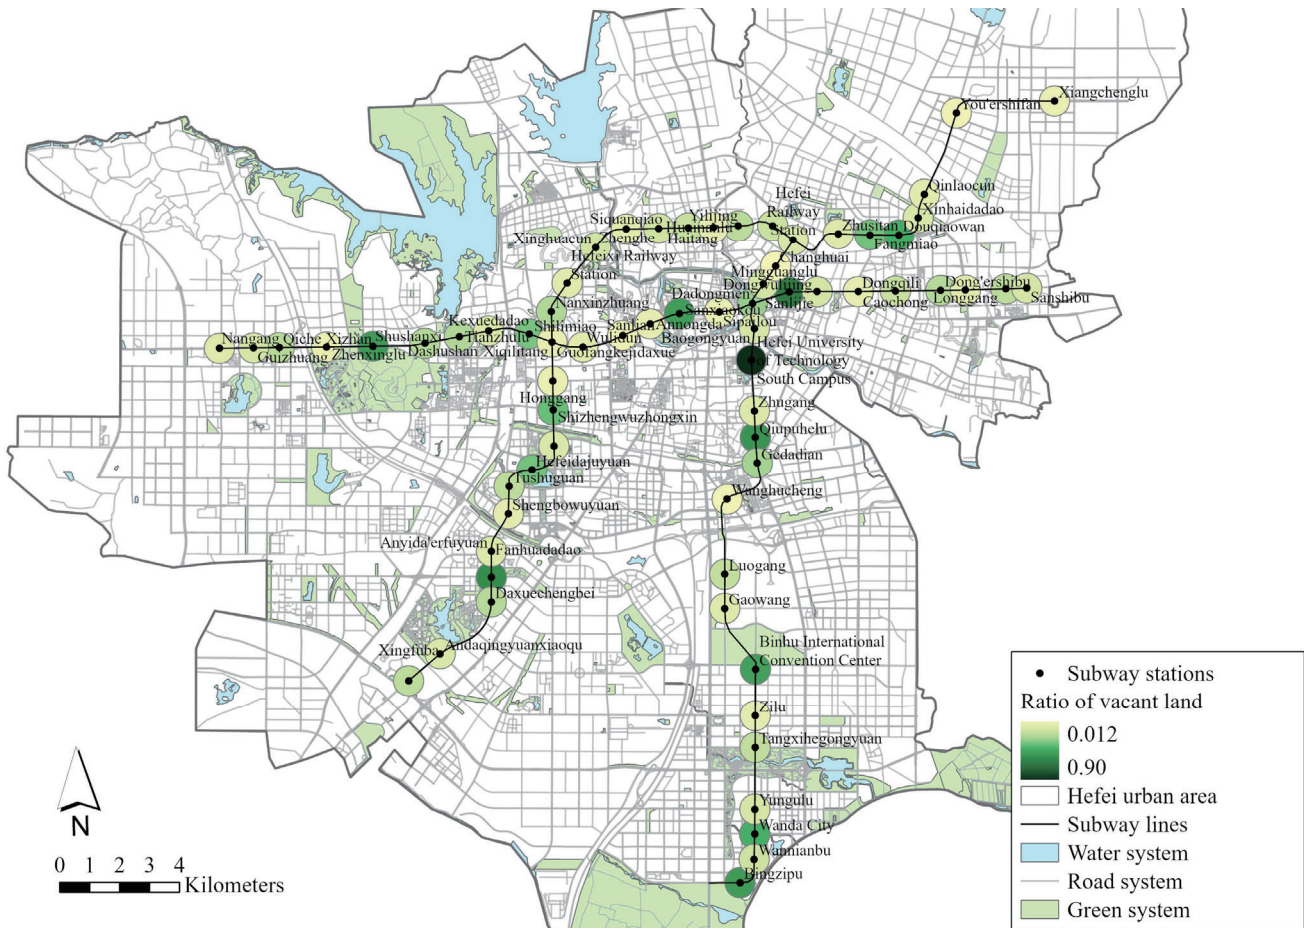 Xiangchenglu
You'ershifan
Qinlaocun
Xinhaidadao
Hefei
Railway
Station
Siquanqiao
Yilijing
Huainanlu
Zhusitan
Douqiaowan
Fangmiao
Xinghuacun
Zhenghe
Haitang
Hefeixi Railway
Station
Changhuai
Mingguanglu
Dongwulijing
Dongqili
Dong'ershibu
Caochong
Longgang
Sanshibu
Nanxinzhuang
Dadongmen
Sanxiaokou
Sanlijie
Kexuedadao
Shilimiao
Sanlian
Annongda
Sipailou
Nangang
Qiche
Xizhan
Shushanx
Tianzhulu
Wulidun
Baogongyuan
Guizhuang
Zhenxinglu
Dashushan
Xiqilitang
Guofangkejidaxue
Hefei University
of Technology
South Campus
Honggang
Shizhengwuzhongxin
Zhugang
Qiupuhelu
Gedadian
Hefeidajuyuan
Tushuguan
Wanghucheng
Shengbowuyuan
Anyida'erfuyuan
Fanhuadadao
Luogang
Daxuechengbei
Gaowang
Andaqingyuanxiaoqu
Xingfuba
Binhu International
Convention Center
Zilu
Tangxihegongyuan
Yungulu
Wanda City
Wannianbu
Bingzipu
N
0 1 2 3 4
Kilometers
Subway stations
Ratio of vacant land
0.012
0.90
Hefei urban area
Subway lines
Water system
Road system
Green system